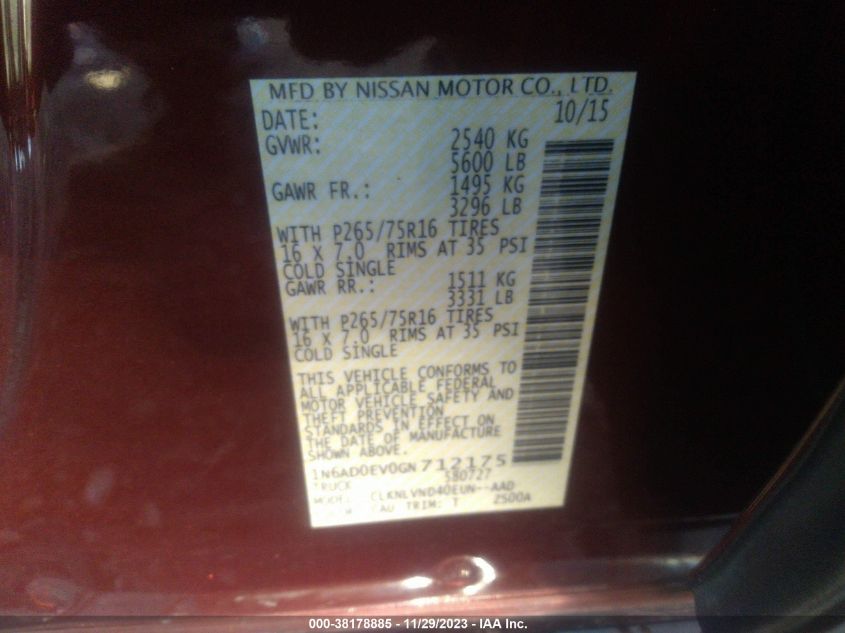 MFD BY NISSAN MOTOR CO., LTD.
DATE: 10/15
GVWR: 2540 KG
5600 LB
GAWR FR.: 1495 KG
3296 LB
WITH P265/75R16 TIRES
16 X 7.0 RIMS AT 35 PSI
COLD SINGLE
GAWR RR.: 1511 KG
3331 LB
WITH P265/75R16 TIRES
16 X 7.0 RIMS AT 35 PSI
COLD SINGLE
THIS VEHICLE CONFORMS TO
ALL APPLICABLE FEDERAL
MOTOR VEHICLE SAFETY AND
THEFT PREVENTION
STANDARDS IN EFFECT ON
THE DATE OF MANUFACTURE
SHOWN ABOVE.
1N6AD0EV0GN712175
TRUCK 580727
MODEL: CLKNLVND40EUN--AAD
CAU TRIM: T 2500A
000-38178885 - 11/29/2023 - IAA Inc.